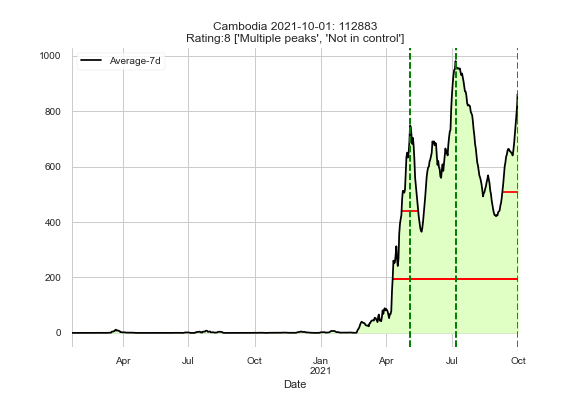 Cambodia 2021-10-01: 112883
Rating:8 ['Multiple peaks', 'Not in control']
Average-7d
1000
800
600
400
200
0
Apr Jul Oct Jan Apr Jul Oct
2021
Date